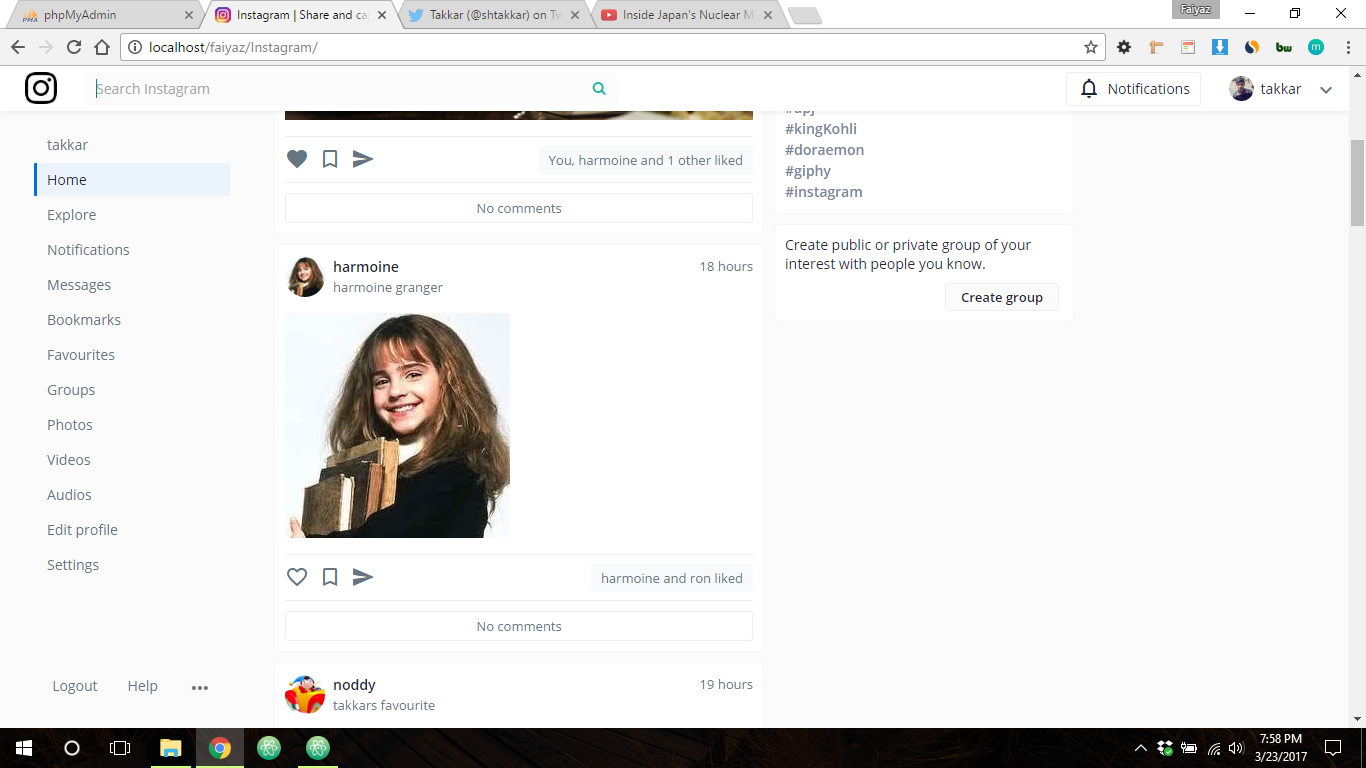 phpMyAdmin
Instagram | Share and ca
Takkar (@shtakkar) on Tw
Inside Japan's Nuclear M
Faiyaz
localhost/faiyaz/Instagram/
bw
m
Search Instagram
Notifications
takkar
takkar
Home
Explore
Notifications
Messages
Bookmarks
Favourites
Groups
Photos
Videos
Audios
Edit profile
Settings
Logout
Help
You, harmoine and 1 other liked
No comments
harmoine
18 hours
harmoine granger
harmoine and ron liked
No comments
noddy
19 hours
takkars favourite
#kingKohli
#doraemon
#giphy
#instagram
Create public or private group of your
interest with people you know.
Create group
7:58 PM
3/23/2017